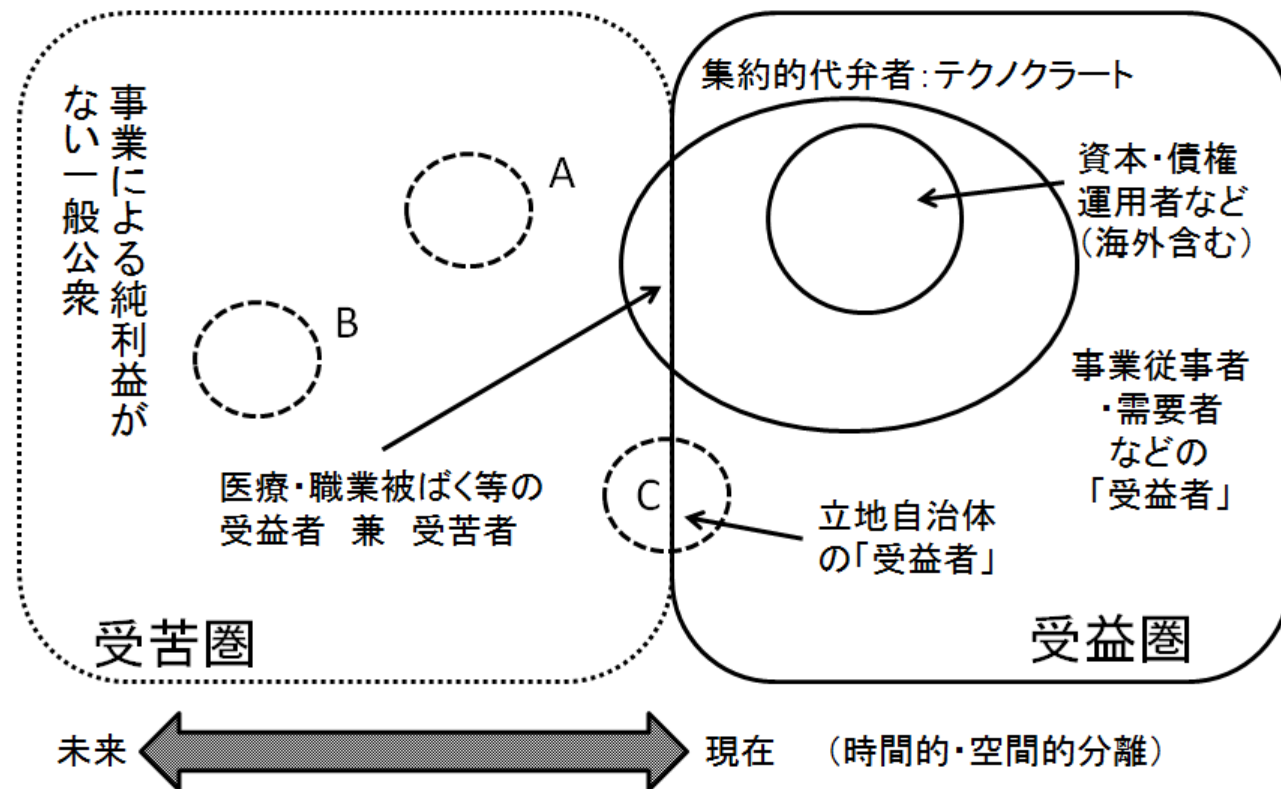 集約的代弁者：テクノクラート
事業による純利益が
ない一般公衆
A
資本・債権
運用者など
（海外含む）
B
事業従事者
・需要者
などの
「受益者」
医療・職業被ばく等の
受益者　兼　受苦者
C
立地自治体
の「受益者」
受苦圏
受益圏
未来
現在　（時間的・空間的分離）